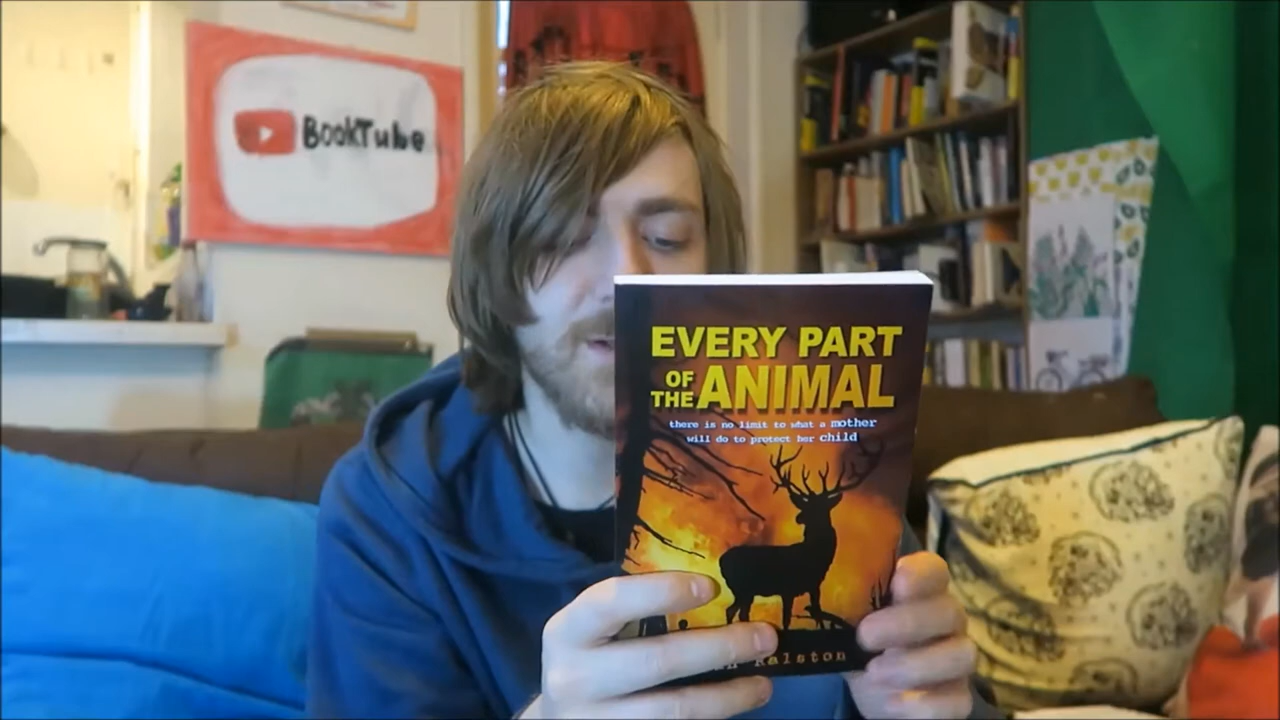 BookTube
EVERY PART
OF
THE ANIMAL
there is no limit to what a mother
will do to protect her child
Ralston